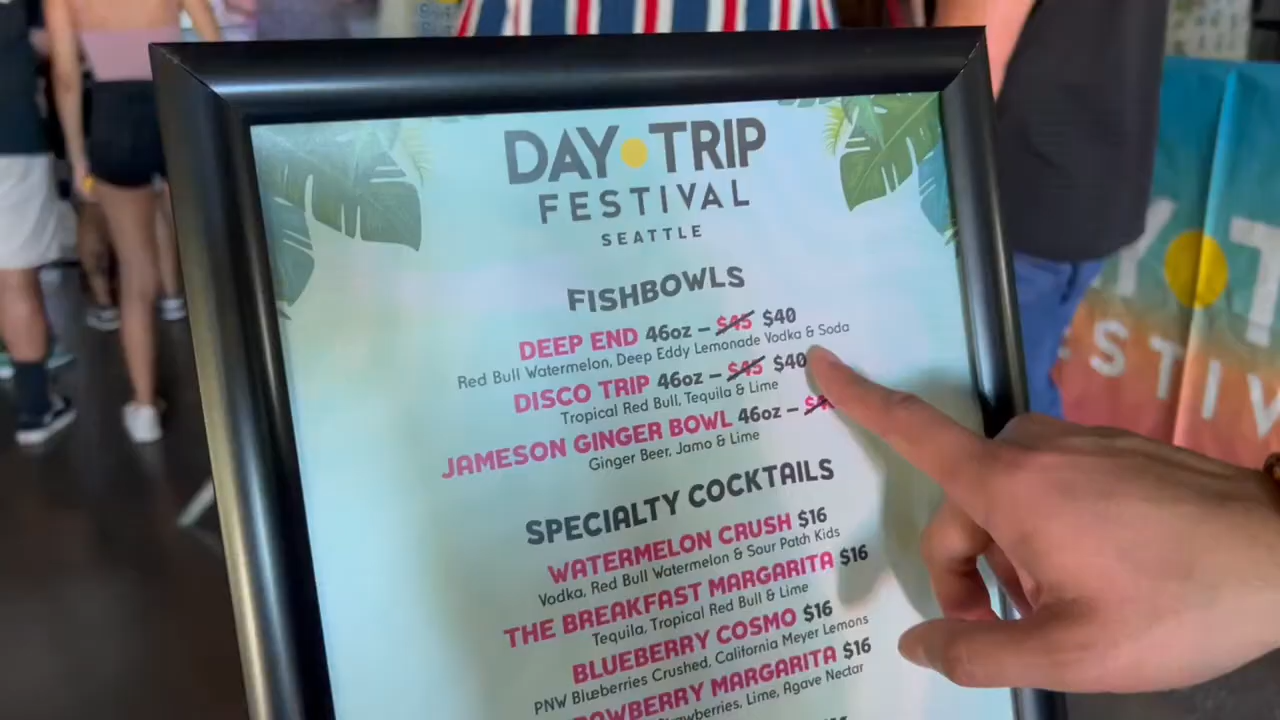 DAY TRIP
FESTIVAL
SEATTLE
FISHBOWLS
DEEP END 46oz – $45 $40
Red Bull Watermelon, Deep Eddy Lemonade Vodka & Soda
DISCO TRIP 46oz – $45 $40
Tropical Red Bull, Tequila & Lime
JAMESON GINGER BOWL 46oz –
Ginger Beer, Jamo & Lime
SPECIALTY COCKTAILS
WATERMELON CRUSH $16
Vodka, Red Bull Watermelon & Sour Patch Kids
THE BREAKFAST MARGARITA $16
Tequila, Tropical Red Bull & Lime
BLUEBERRY COSMO $16
PNW Blueberries Crushed, California Meyer Lemons
MARGARITA $16
Lime, Agave Nectar
Y T
STIV